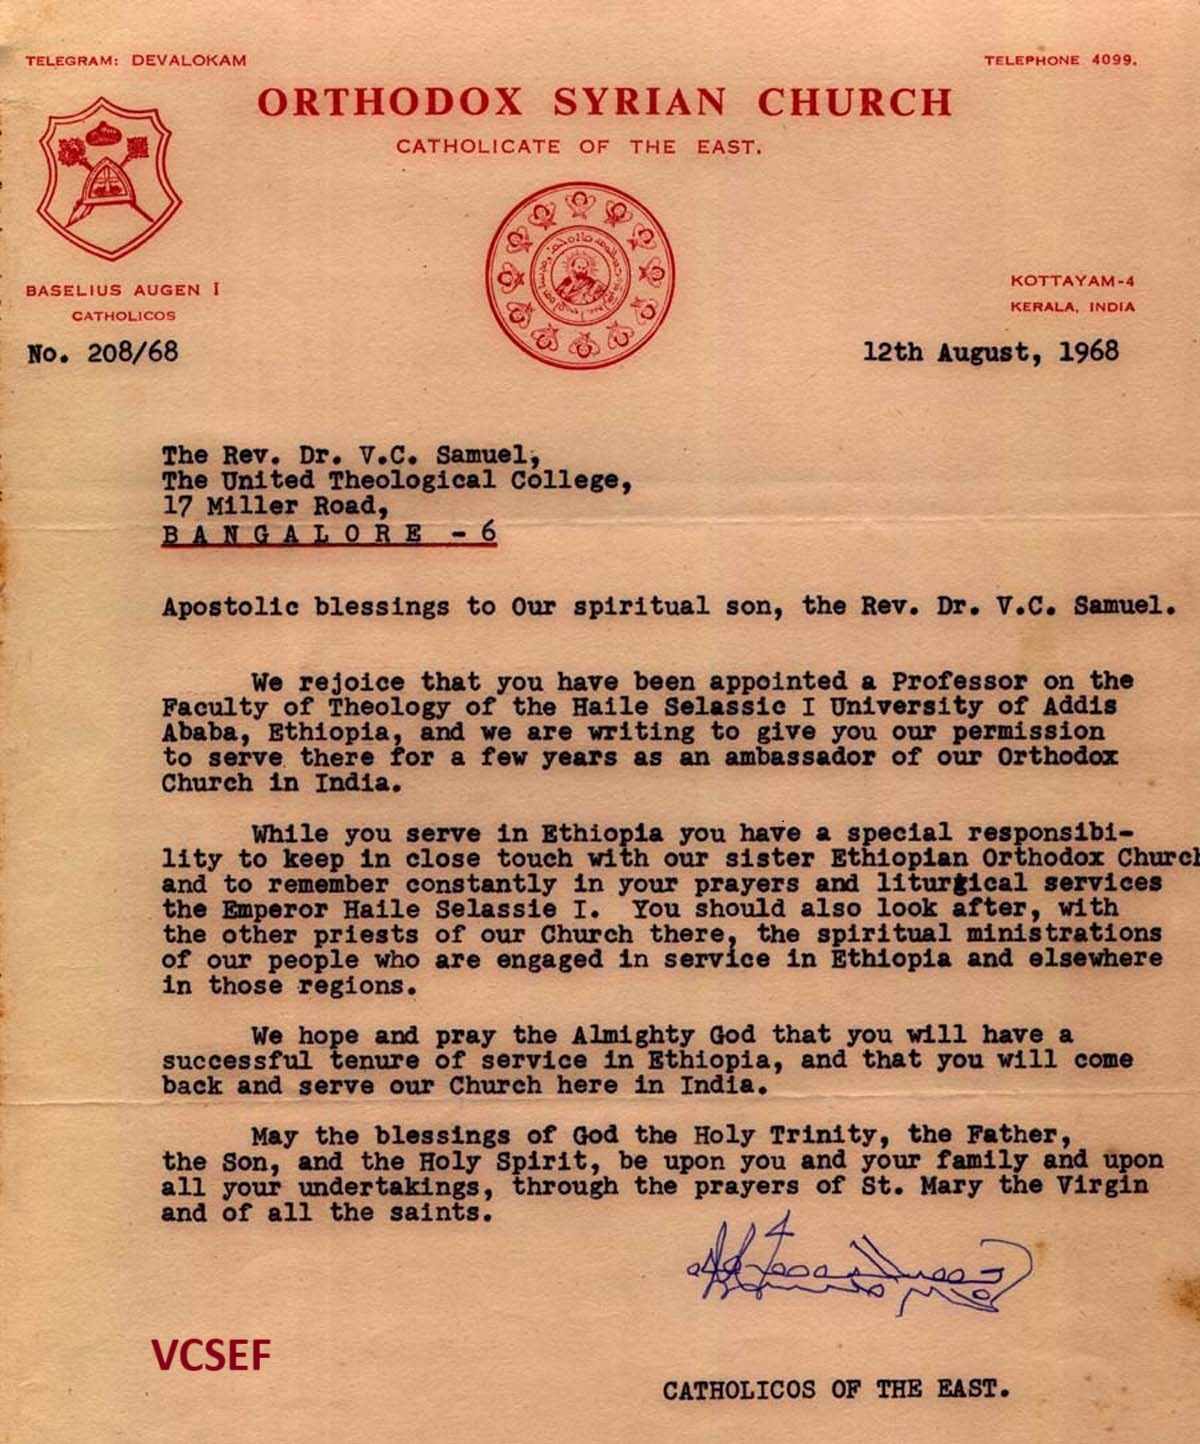 TELEGRAM: DEVALOKAM
TELEPHONE 4099.
ORTHODOX SYRIAN CHURCH
CATHOLICATE OF THE EAST.
BASELIUS AUGEN I
CATHOLICOS
KOTTAYAM-4
KERALA, INDIA
No. 208/68
12th August, 1968
The Rev. Dr. V.C. Samuel,
The United Theological College,
17 Miller Road,
BANGALORE - 6
Apostolic blessings to Our spiritual son, the Rev. Dr. V.C. Samuel.
We rejoice that you have been appointed a Professor on the
Faculty of Theology of the Haile Selassic I University of Addis
Ababa, Ethiopia, and we are writing to give you our permission
to serve there for a few years as an ambassador of our Orthodox
Church in India.
While you serve in Ethiopia you have a special responsibi-
lity to keep in close touch with our sister Ethiopian Orthodox Church
and to remember constantly in your prayers and liturgical services
the Emperor Haile Selassie I. You should also look after, with
the other priests of our Church there, the spiritual ministrations
of our people who are engaged in service in Ethiopia and elsewhere
in those regions.
We hope and pray the Almighty God that you will have a
successful tenure of service in Ethiopia, and that you will come
back and serve our Church here in India.
May the blessings of God the Holy Trinity, the Father,
the Son, and the Holy Spirit, be upon you and your family and upon
all your undertakings, through the prayers of St. Mary the Virgin
and of all the saints.
VCSEF
CATHOLICOS OF THE EAST.